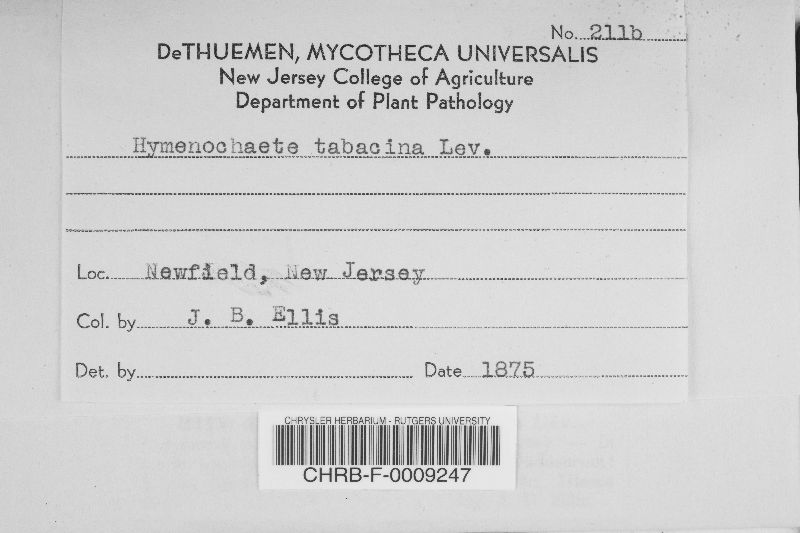 No. 211b
DeTHUEMEN, MYCOTHECA UNIVERSALIS
New Jersey College of Agriculture
Department of Plant Pathology
Hymenochaete tabacina Lev.
Loc. Newfield, New Jersey
Col. by J. B. Ellis
Det. by
Date 1875
CHRYSLER HERBARIUM - RUTGERS UNIVERSITY
CHRB-F-0009247